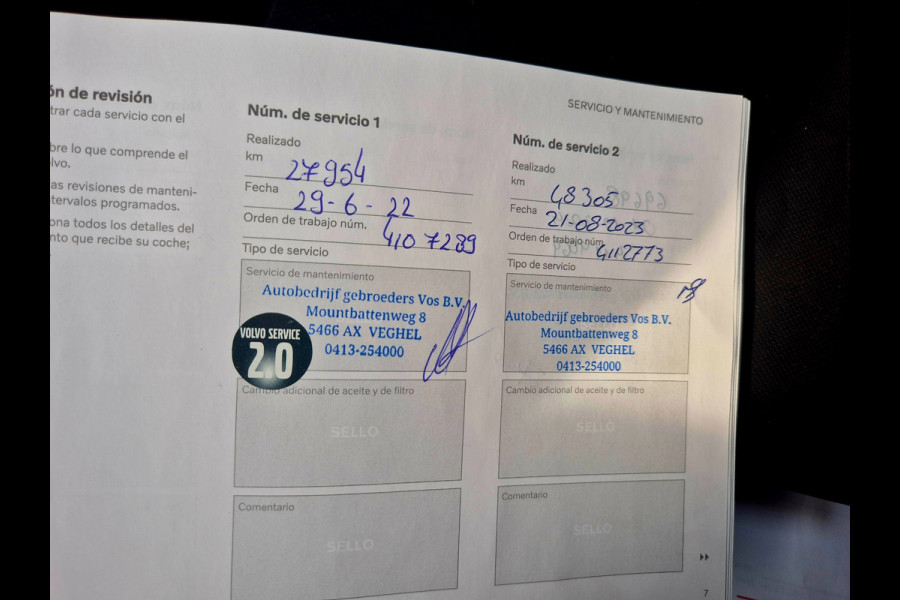 ón de revisión
trar cada servicio con el
bre lo que comprende el
lvo.
as revisiones de manteni-
tervalos programados.
ona todos los detalles del
nto que recibe su coche;
Núm. de servicio 1
Realizado
km 27954
Fecha 29-6-22
Orden de trabajo núm. 4107289
Tipo de servicio
Servicio de mantenimiento
Autobedrijf gebroeders Vos B.V.
Mountbattenweg 8
5466 AX VEGHEL
0413-254000
VOLVO SERVICE
2.0
Cambio adicional de aceite y de filtro
SELLO
Comentario
SELLO
SERVICIO Y MANTENIMIENTO
Núm. de servicio 2
Realizado
km 48305
Fecha 21-08-2023
Orden de trabajo núm. 4112773
Tipo de servicio
Servicio de mantenimiento
Autobedrijf gebroeders Vos B.V.
Mountbattenweg 8
5466 AX VEGHEL
0413-254000
Cambio adicional de aceite y de filtro
SELLO
Comentario
SELLO
7